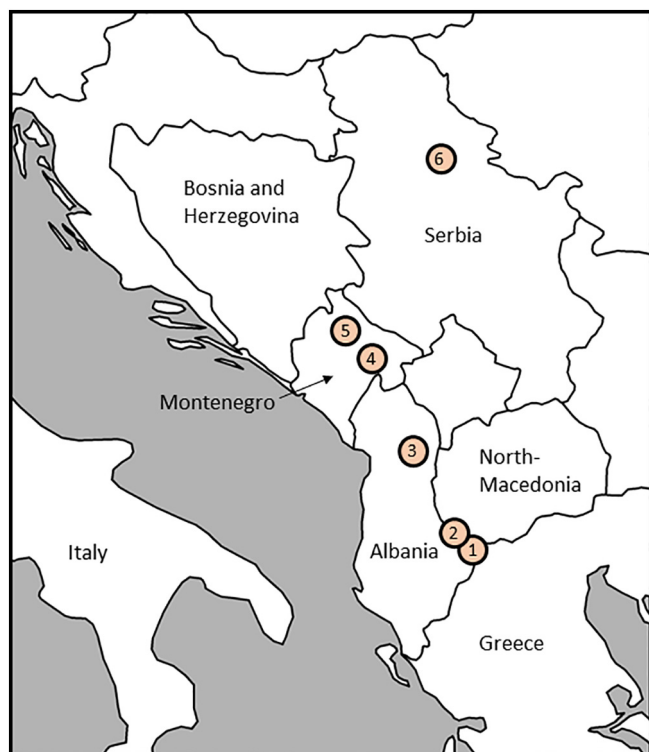 6
Bosnia and
Herzegovina
Serbia
5
4
Montenegro
3
North-
Macedonia
2
1
Italy
Albania
Greece